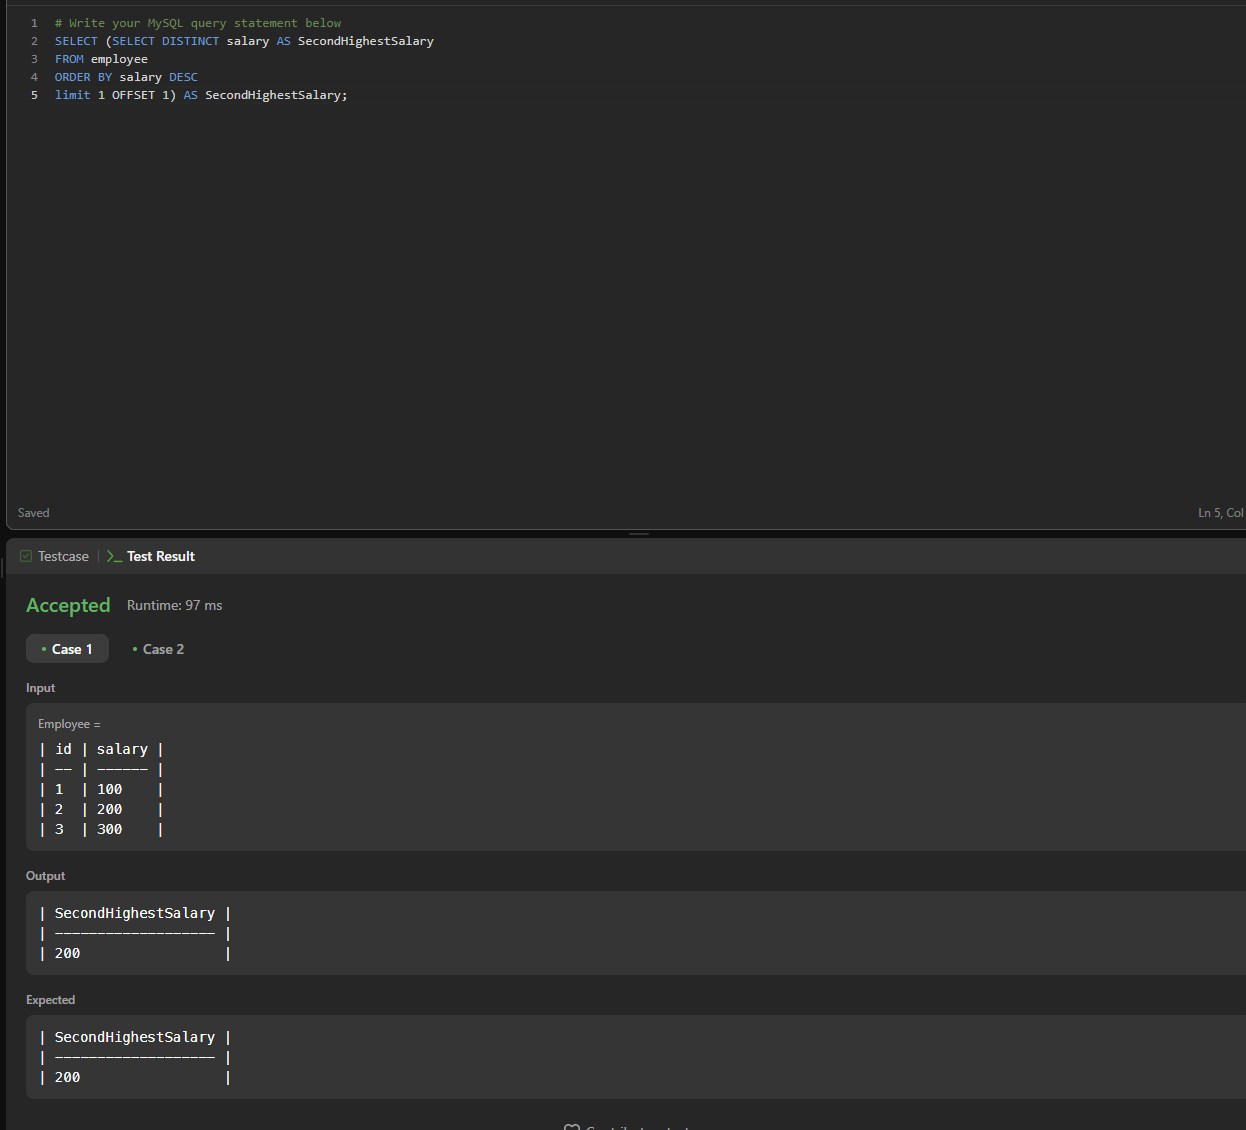 1 # Write your MySQL query statement below
2 SELECT (SELECT DISTINCT salary AS SecondHighestSalary
3 FROM employee
4 ORDER BY salary DESC
5 limit 1 OFFSET 1) AS SecondHighestSalary;
Saved Ln 5, Col
Testcase | >_ Test Result
Accepted Runtime: 97 ms
• Case 1 • Case 2
Input
Employee =
| id | salary |
| -- | ------ |
| 1 | 100 |
| 2 | 200 |
| 3 | 300 |
Output
| SecondHighestSalary |
| ------------------- |
| 200 |
Expected
| SecondHighestSalary |
| ------------------- |
| 200 |